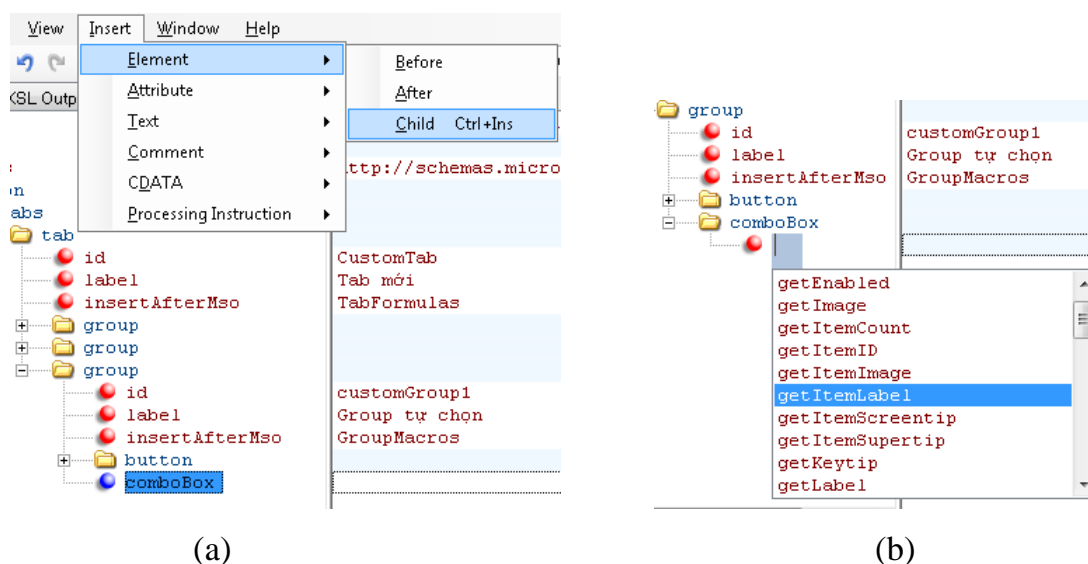 View Insert Window Help
Element
Before
Attribute
After
(SL Outp
Text
Child Ctrl+Ins
Comment
CDATA
ttp://schemas.micro
Processing Instruction
abs
tab
id CustomTab
label Tab mới
insertAfterMso TabFormulas
group
group
group
id customGroup1
label Group tự chọn
insertAfterMso GroupMacros
button
comboBox
(a)
group
id customGroup1
label Group tự chọn
insertAfterMso GroupMacros
button
comboBox
getEnabled
getImage
getItemCount
getItemID
getItemImage
getItemLabel
getItemScreentip
getItemSupertip
getKeytip
getLabel
(b)